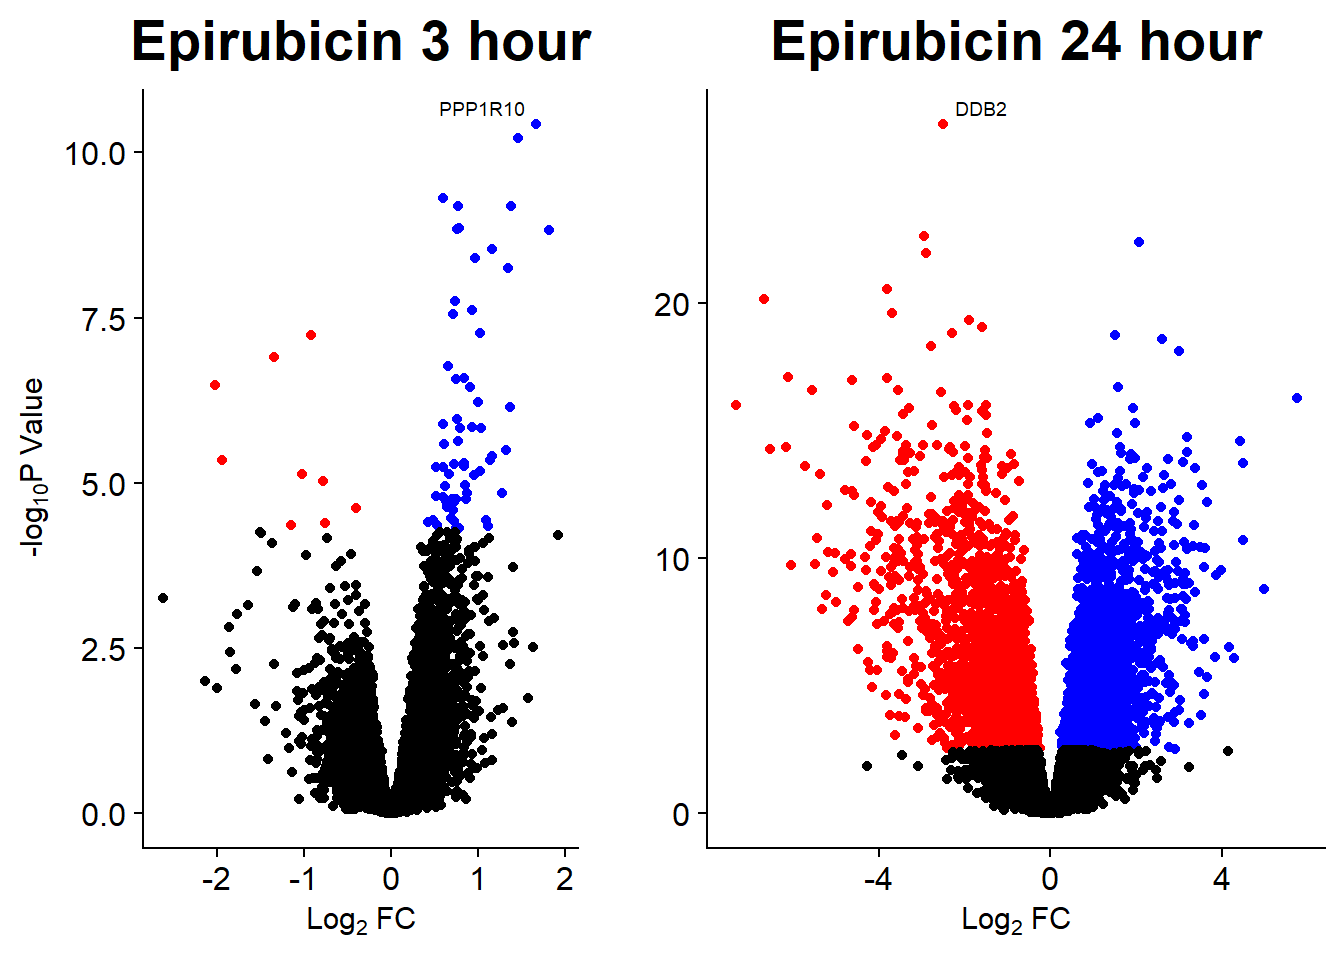 Epirubicin 3 hour
PPP1R10
-log10P Value
10.0
7.5
5.0
2.5
0.0
-2 -1 0 1 2
Log2 FC
Epirubicin 24 hour
DDB2
20
10
0
-4 0 4
Log2 FC